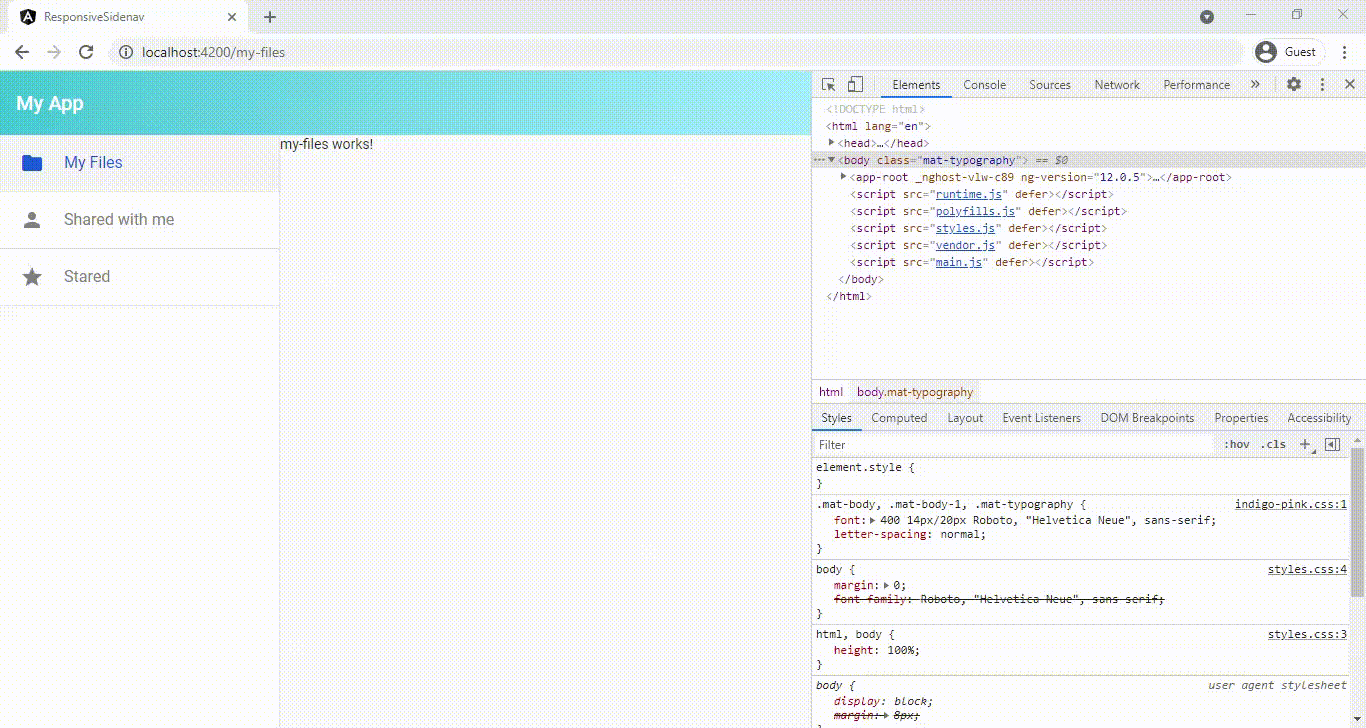 ResponsiveSidenav
localhost:4200/my-files
Guest
My App
My Files
Shared with me
Stared
my-files works!
Elements Console Sources Network Performance »
<!DOCTYPE html>
<html lang="en">
<head>…</head>
<body class="mat-typography"> == $0
<app-root _nghost-vlw-c89 ng-version="12.0.5">…</app-root>
<script src="runtime.js" defer></script>
<script src="polyfills.js" defer></script>
<script src="styles.js" defer></script>
<script src="vendor.js" defer></script>
<script src="main.js" defer></script>
</body>
</html>
html body.mat-typography
Styles Computed Layout Event Listeners DOM Breakpoints Properties Accessibility
Filter :hov .cls +
element.style {
}
.mat-body, .mat-body-1, .mat-typography { indigo-pink.css:1
font: 400 14px/20px Roboto, "Helvetica Neue", sans-serif;
letter-spacing: normal;
}
body { styles.css:4
margin: 0;
font-family: Roboto, "Helvetica Neue", sans-serif;
}
html, body { styles.css:3
height: 100%;
}
body { user agent stylesheet
display: block;
margin: 8px;